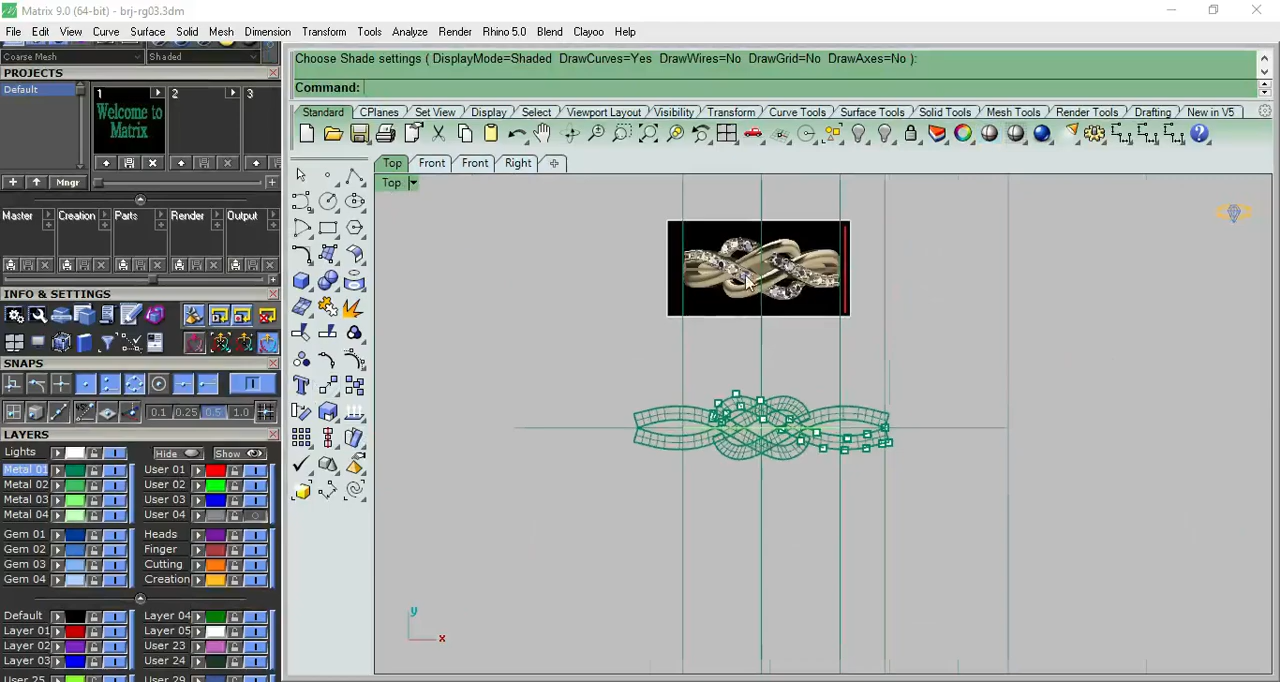 Matrix 9.0 (64-bit) - brj-rg03.3dm
File Edit View Curve Surface Solid Mesh Dimension Transform Tools Analyze Render Rhino 5.0 Blend Clayoo Help
Coarse Mesh Shaded
Choose Shade settings ( DisplayMode=Shaded DrawCurves=Yes DrawWires=No DrawGrid=No DrawAxes=No ):
Command:
PROJECTS
Default
1 2 3
Welcome to
Matrix
Mngr
Standard CPlanes Set View Display Select Viewport Layout Visibility Transform Curve Tools Surface Tools Solid Tools Mesh Tools Render Tools Drafting New in V5
Top Front Front Right
Top
Master Creation Parts Render Output
INFO & SETTINGS
SNAPS
0.1 0.25 0.5 1.0
LAYERS
Lights Hide Show
Metal 01 User 01
Metal 02 User 02
Metal 03 User 03
Metal 04 User 04
Gem 01 Heads
Gem 02 Finger
Gem 03 Cutting
Gem 04 Creation
Default Layer 04
Layer 01 Layer 05
Layer 02 User 23
Layer 03 User 24
User 25 User 29
y
x